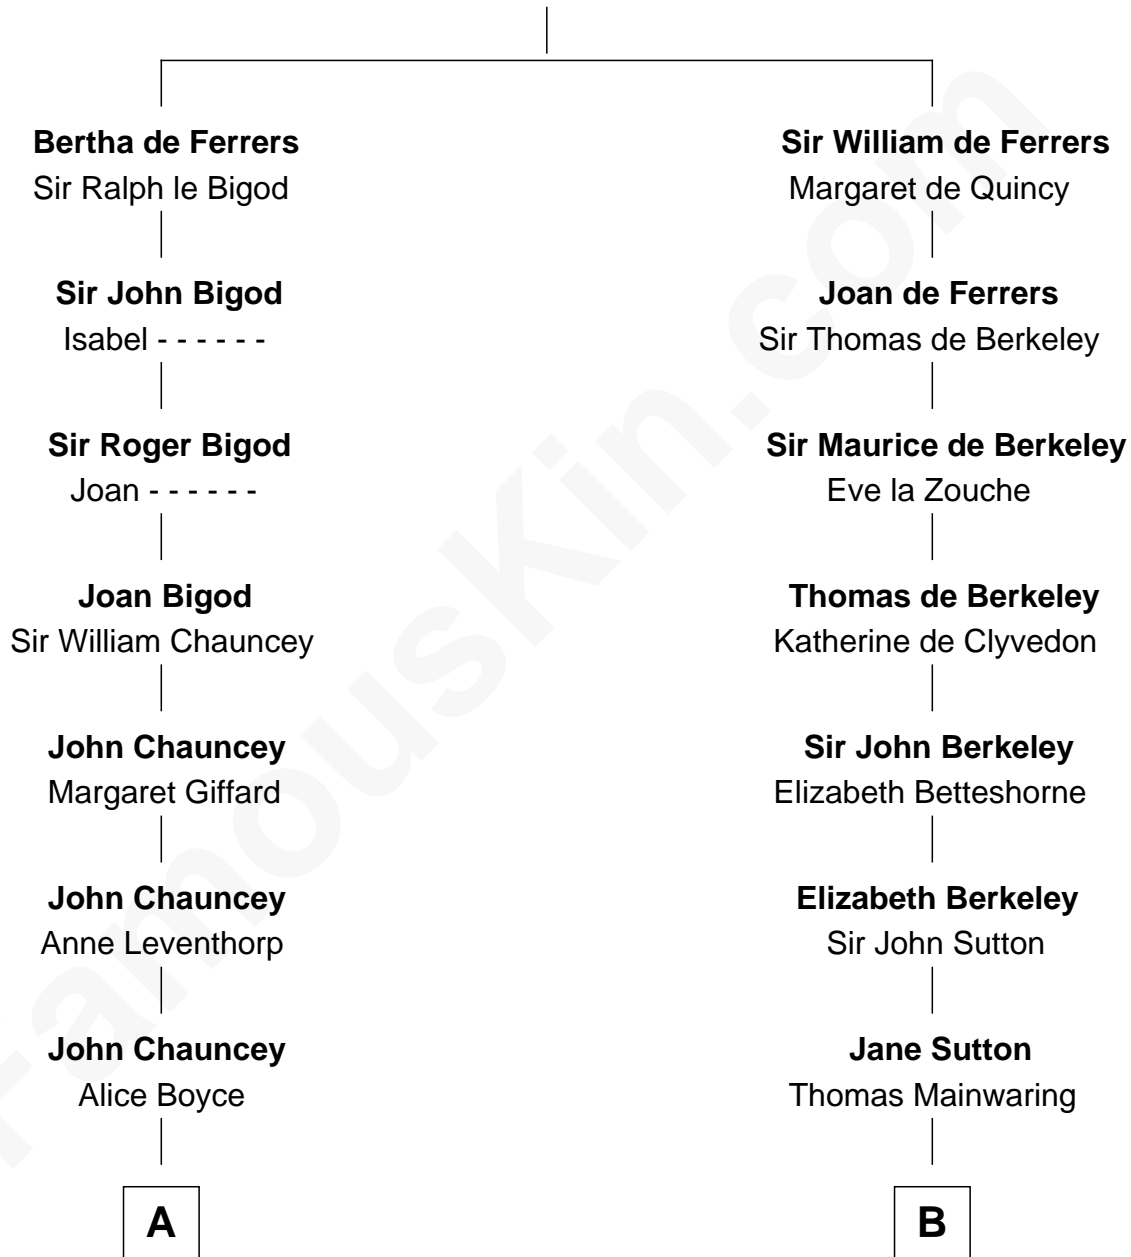 Bertha de Ferrers
Sir Ralph le Bigod
Sir John Bigod
Isabel - - - - - -
Sir Roger Bigod
Joan - - - - - -
Joan Bigod
Sir William Chauncey
John Chauncey
Margaret Giffard
John Chauncey
Anne Leventhorp
John Chauncey
Alice Boyce
A
Sir William de Ferrers
Margaret de Quincy
Joan de Ferrers
Sir Thomas de Berkeley
Sir Maurice de Berkeley
Eve la Zouche
Thomas de Berkeley
Katherine de Clyvedon
Sir John Berkeley
Elizabeth Betteshorne
Elizabeth Berkeley
Sir John Sutton
Jane Sutton
Thomas Mainwaring
B
FamousKin.com